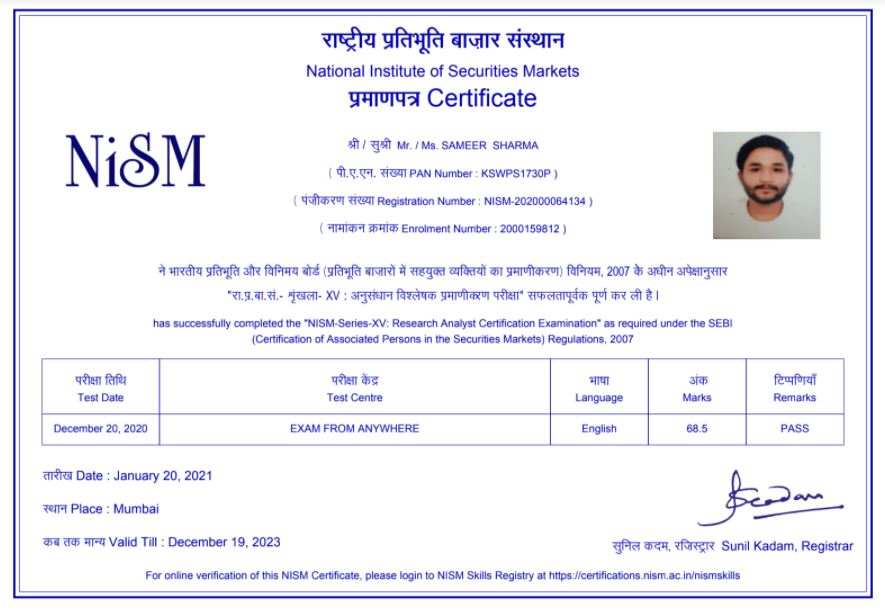 राष्ट्रीय प्रतिभूति बाज़ार संस्थान
National Institute of Securities Markets
प्रमाणपत्र Certificate
NiSM
श्री / सुश्री Mr. / Ms. SAMEER SHARMA
( पी.ए.एन. संख्या PAN Number : KSWPS1730P )
( पंजीकरण संख्या Registration Number : NISM-202000064134 )
( नामांकन क्रमांक Enrolment Number : 2000159812 )
ने भारतीय प्रतिभूति और विनिमय बोर्ड (प्रतिभूति बाजारों में सहयुक्त व्यक्तियों का प्रमाणीकरण) विनियम, 2007 के अधीन अपेक्षानुसार
"रा.प्र.बा.सं.- शृंखला- XV : अनुसंधान विश्लेषक प्रमाणीकरण परीक्षा" सफलतापूर्वक पूर्ण कर ली है।
has successfully completed the "NISM-Series-XV: Research Analyst Certification Examination" as required under the SEBI
(Certification of Associated Persons in the Securities Markets) Regulations, 2007
परीक्षा तिथि परीक्षा केंद्र भाषा अंक टिप्पणियाँ
Test Date Test Centre Language Marks Remarks
December 20, 2020 EXAM FROM ANYWHERE English 68.5 PASS
तारीख Date : January 20, 2021
स्थान Place : Mumbai
कब तक मान्य Valid Till : December 19, 2023
सुनिल कदम, रजिस्ट्रार Sunil Kadam, Registrar
For online verification of this NISM Certificate, please login to NISM Skills Registry at https://certifications.nism.ac.in/nismskills